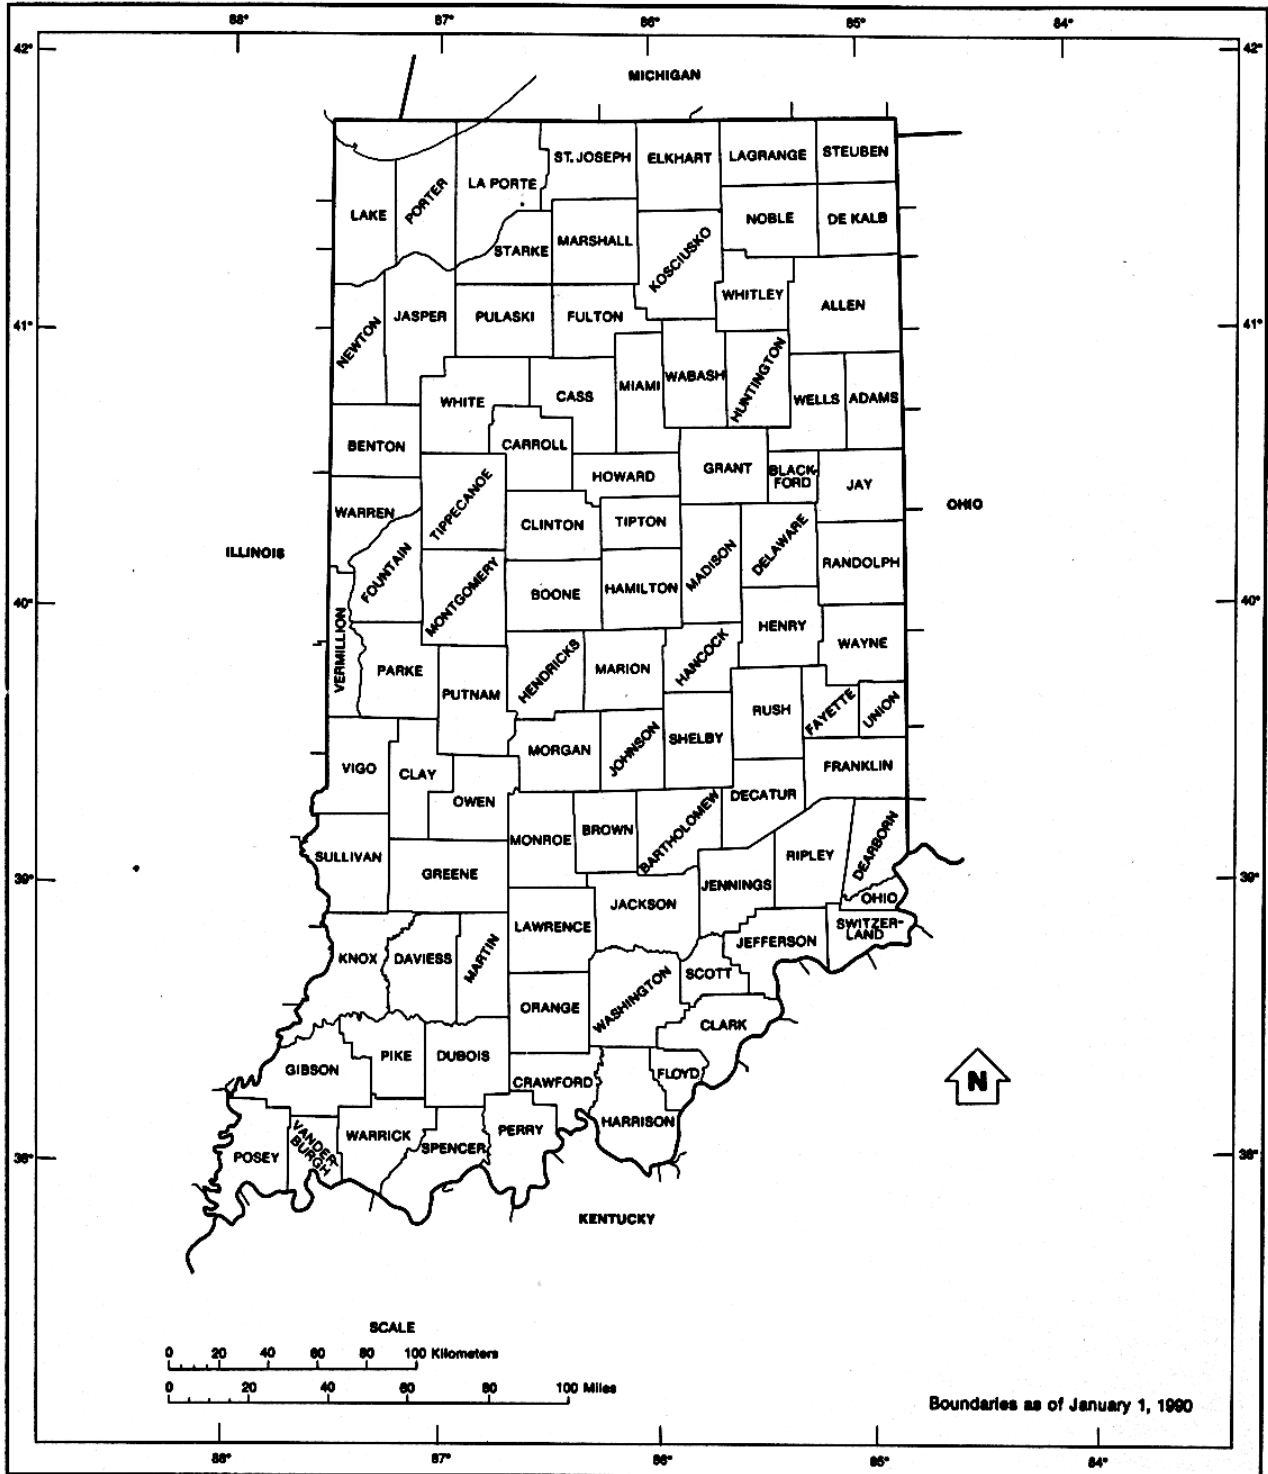 88° 87° 86° 85° 84°
42° 42°
MICHIGAN
ST. JOSEPH ELKHART LAGRANGE STEUBEN
LA PORTE
LAKE PORTER NOBLE DE KALB
STARKE MARSHALL KOSCIUSKO
WHITLEY ALLEN
NEWTON JASPER PULASKI FULTON
41° 41°
MIAMI WABASH HUNTINGTON
WHITE CASS WELLS ADAMS
BENTON CARROLL
HOWARD GRANT BLACK-
FORD JAY
WARREN TIPPECANOE CLINTON TIPTON OHIO
ILLINOIS FOUNTAIN MADISON DELAWARE RANDOLPH
MONTGOMERY BOONE HAMILTON
40° 40°
VERMILLION HENRY WAYNE
PARKE PUTNAM HENDRICKS MARION HANCOCK
RUSH FAYETTE UNION
MORGAN JOHNSON SHELBY
VIGO CLAY FRANKLIN
OWEN DECATUR
MONROE BROWN BARTHOLOMEW
SULLIVAN RIPLEY DEARBORN
GREENE
39° 39°
JENNINGS OHIO
JACKSON
LAWRENCE SWITZER-
LAND
KNOX DAVIESS MARTIN JEFFERSON
SCOTT
ORANGE WASHINGTON
CLARK
GIBSON PIKE DUBOIS
CRAWFORD FLOYD N
HARRISON
POSEY VANDER-
BURGH WARRICK SPENCER PERRY
38° 38°
KENTUCKY
SCALE
0 20 40 60 80 100 Kilometers
0 20 40 60 80 100 Miles
Boundaries as of January 1, 1990
88° 87° 86° 85° 84°